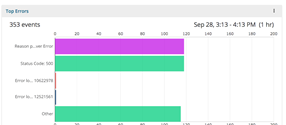 Top Errors
353 events
Sep 28, 3:13 - 4:13 PM (1 hr)
0 20 40 60 80 100 120 140 160 180 200
Reason p...ver Error
Status Code: 500
Error lo... 10622978
Error lo... 12521561
Other
0 20 40 60 80 100 120 140 160 180 200